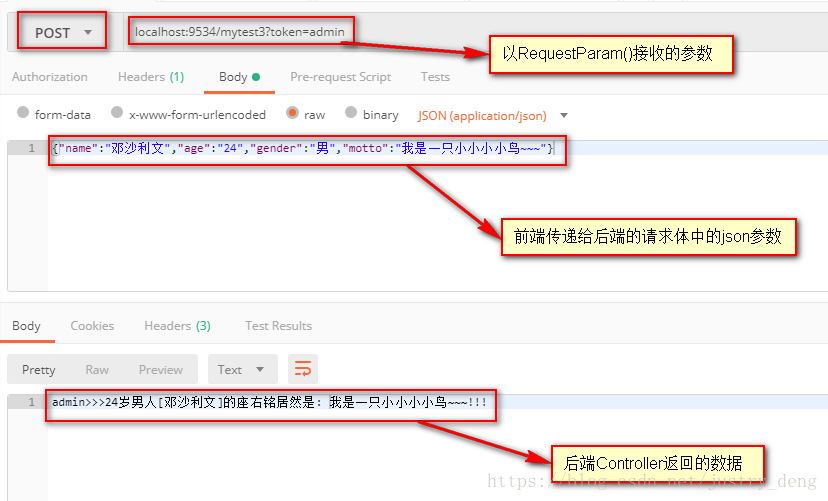 POST localhost:9534/mytest3?token=admin
以RequestParam()接收的参数
Authorization Headers (1) Body Pre-request Script Tests
form-data x-www-form-urlencoded raw binary JSON (application/json)
1 {"name":"邓沙利文","age":"24","gender":"男","motto":"我是一只小小小小鸟~~~"}
前端传递给后端的请求体中的json参数
Body Cookies Headers (3) Test Results
Pretty Raw Preview Text
1 admin>>>24岁男人[邓沙利文]的座右铭居然是: 我是一只小小小小鸟~~~!!!
后端Controller返回的数据
https://blog.csdn.net/justry_deng